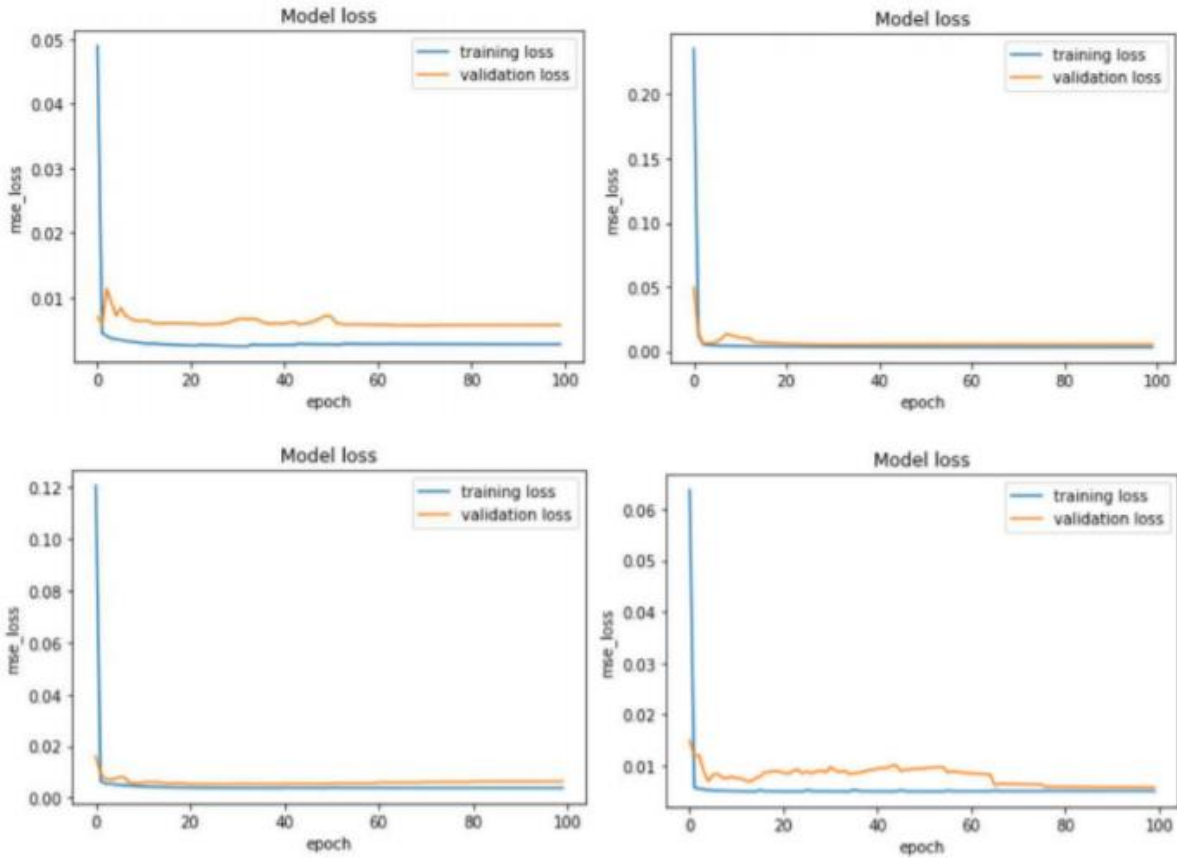 Model loss
0.05
0.04
0.03
0.02
0.01
mse_loss
training loss
validation loss
0 20 40 60 80 100
epoch
Model loss
0.20
0.15
0.10
0.05
0.00
mse_loss
training loss
validation loss
0 20 40 60 80 100
epoch
Model loss
0.12
0.10
0.08
0.06
0.04
0.02
0.00
mse_loss
training loss
validation loss
0 20 40 60 80 100
epoch
Model loss
0.06
0.05
0.04
0.03
0.02
0.01
mse_loss
training loss
validation loss
0 20 40 60 80 100
epoch